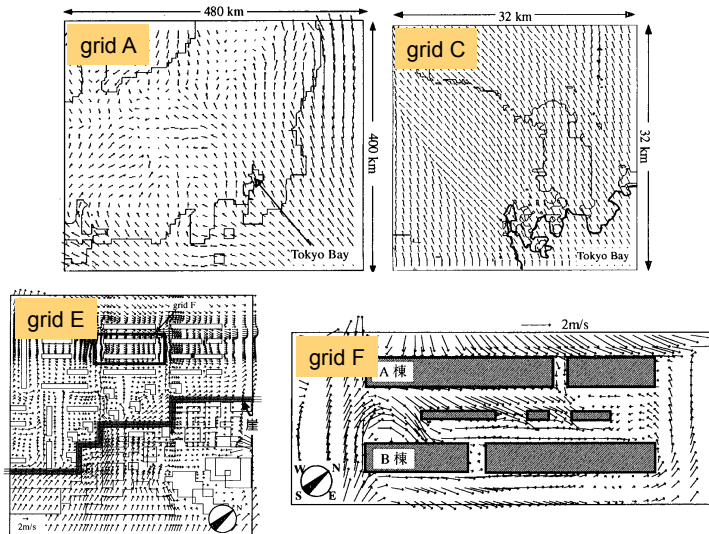 480 km
grid A
400 km
Tokyo Bay
32 km
grid C
32 km
Tokyo Bay
grid E
grid F
崖
N
2m/s
2m/s
grid F
A 棟
B 棟
W
N
S
E